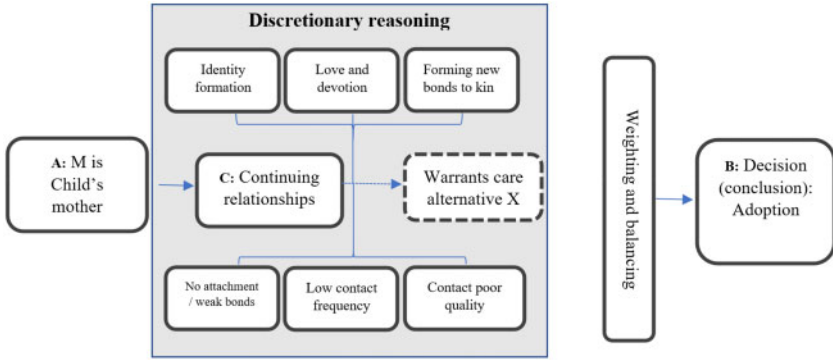 Discretionary reasoning
Identity
formation
Love and
devotion
Forming new
bonds to kin
A: M is
Child's
mother
C: Continuing
relationships
Warrants care
alternative X
No attachment
/ weak bonds
Low contact
frequency
Contact poor
quality
Weighting and balancing
B: Decision
(conclusion):
Adoption